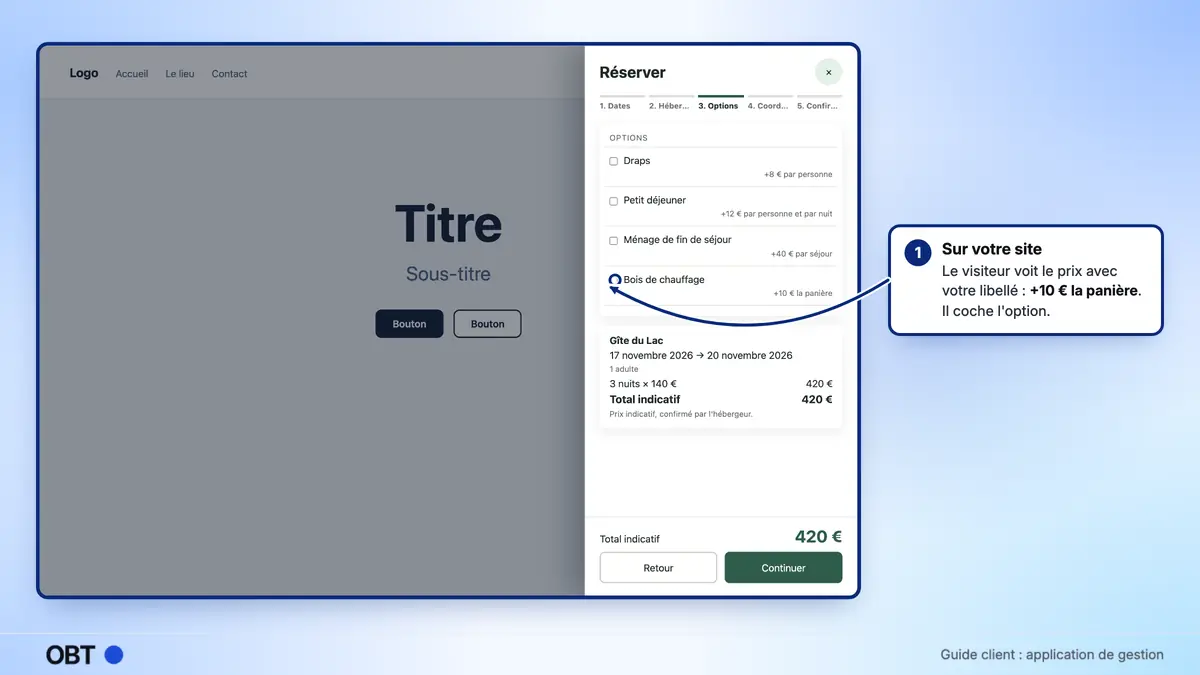 Logo Accueil Le lieu Contact
Titre
Sous-titre
Bouton Bouton
Réserver
×
1. Dates 2. Héber... 3. Options 4. Coord... 5. Confir...
OPTIONS
Draps
+8 € par personne
Petit déjeuner
+12 € par personne et par nuit
Ménage de fin de séjour
+40 € par séjour
Bois de chauffage
+10 € la panière
Gîte du Lac
17 novembre 2026 → 20 novembre 2026
1 adulte
3 nuits × 140 € 420 €
Total indicatif 420 €
Prix indicatif, confirmé par l'hébergeur.
Total indicatif 420 €
Retour Continuer
1 Sur votre site
Le visiteur voit le prix avec
votre libellé : +10 € la panière.
Il coche l'option.
OBT
Guide client : application de gestion